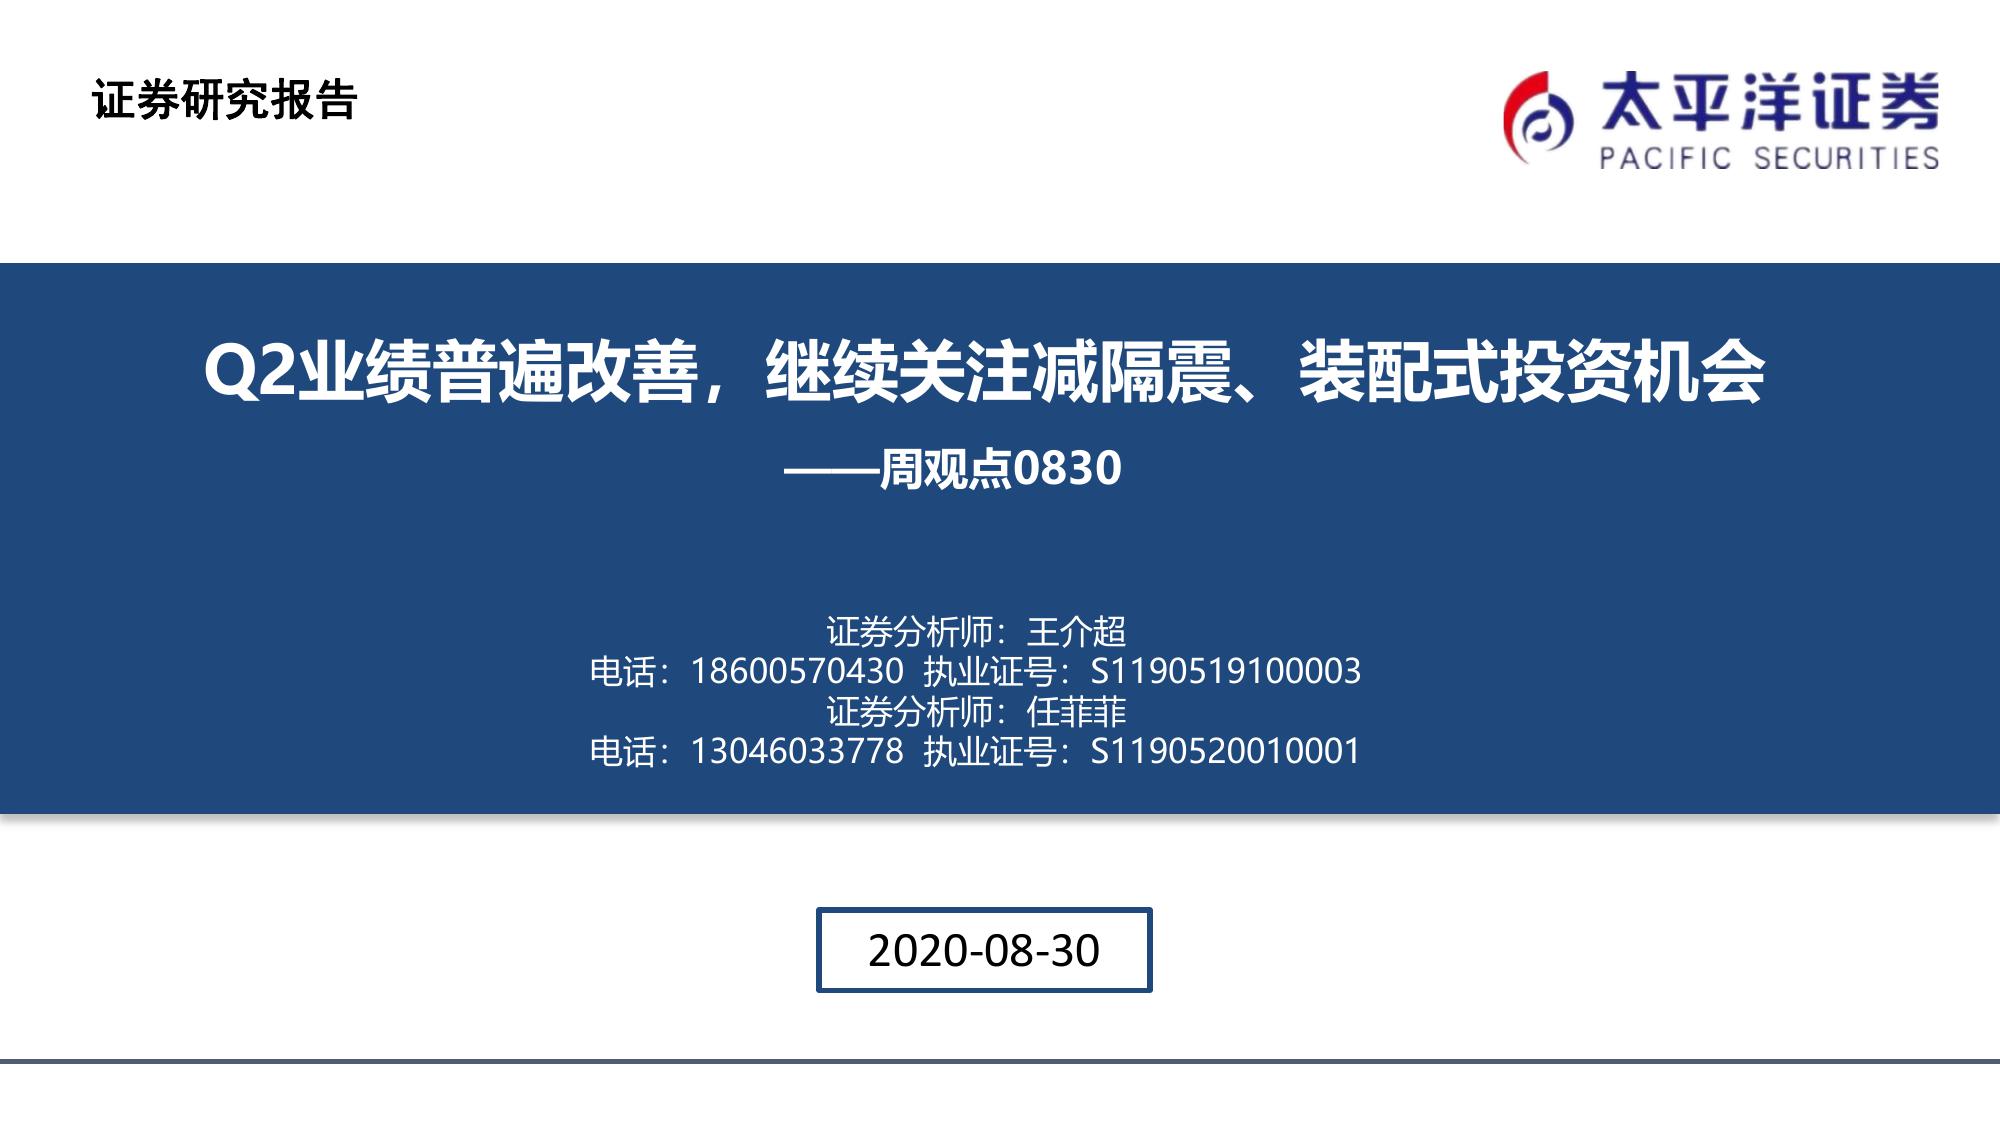 证券研究报告
太平洋证券
PACIFIC SECURITIES
Q2业绩普遍改善，继续关注减隔震、装配式投资机会
——周观点0830
证券分析师：王介超
电话：18600570430 执业证号：S1190519100003
证券分析师：任菲菲
电话：13046033778 执业证号：S1190520010001
2020-08-30